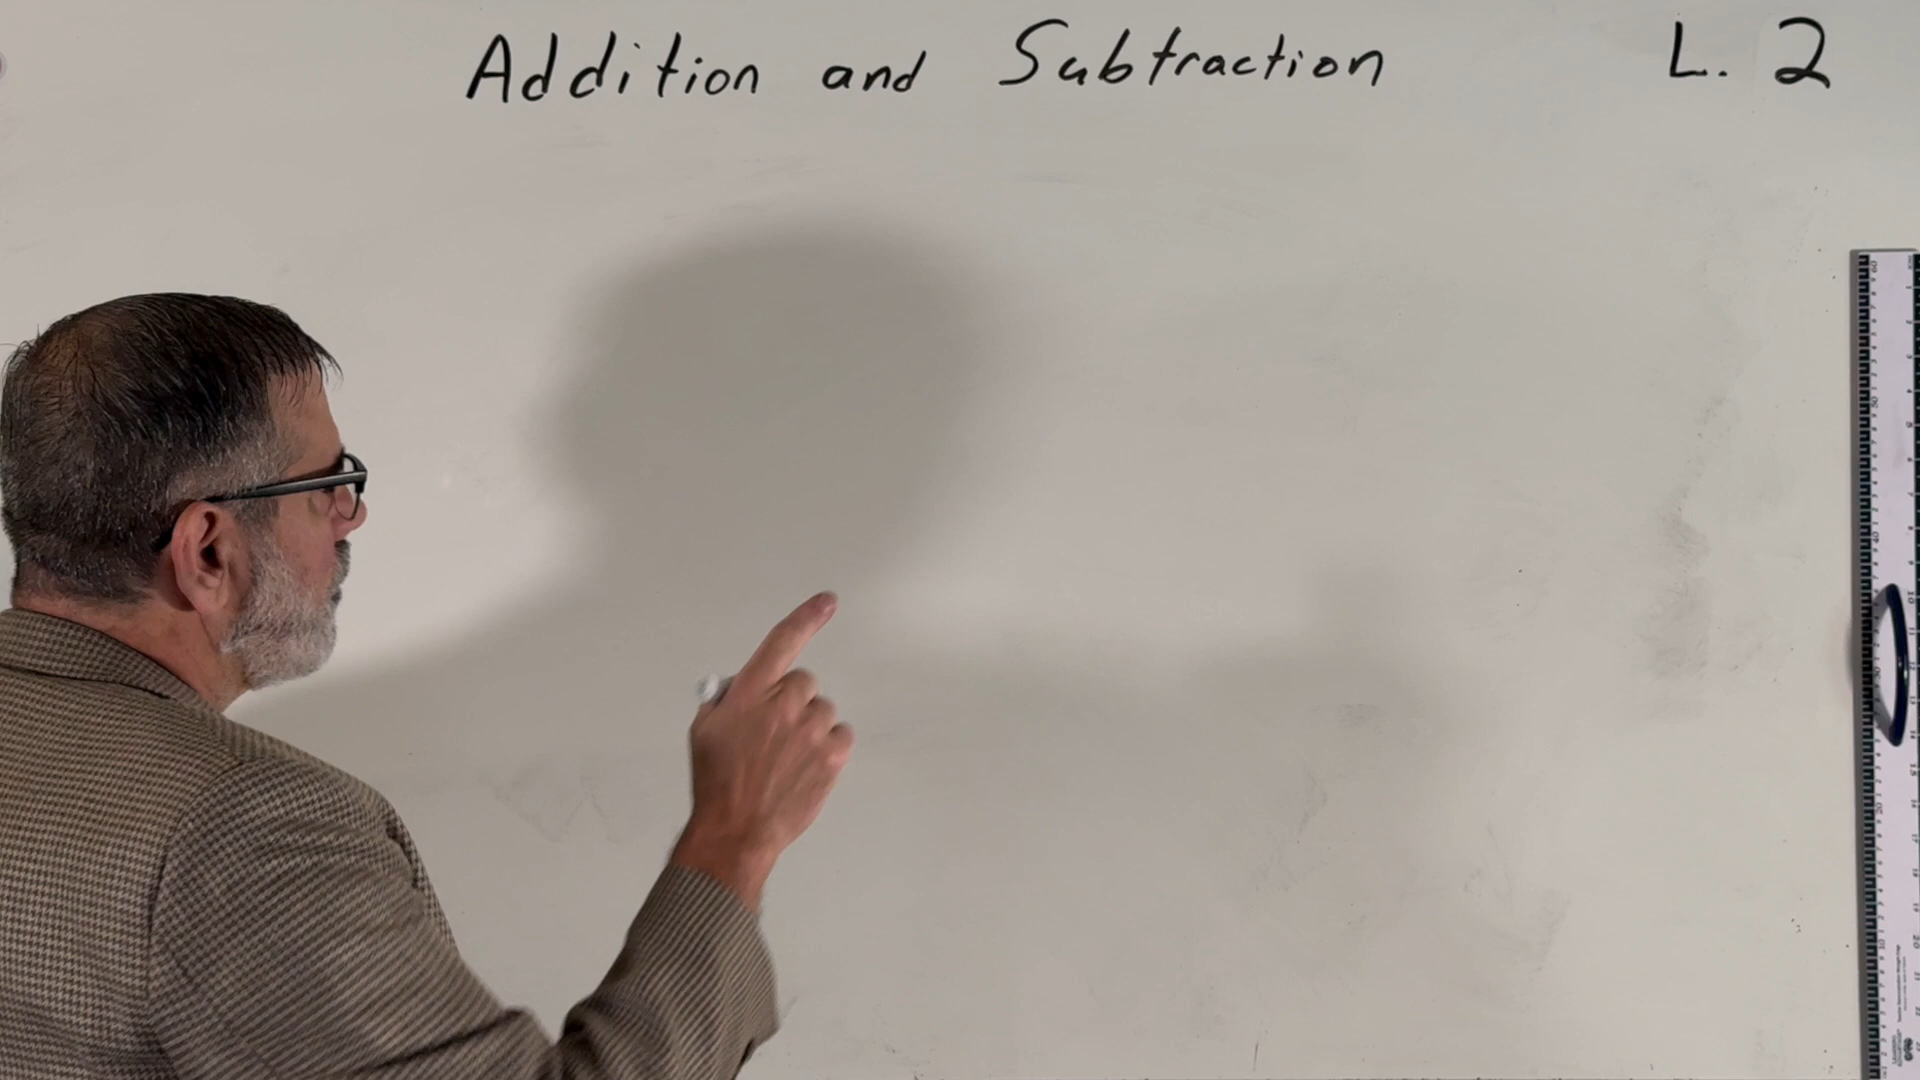 Addition and Subtraction L. 2